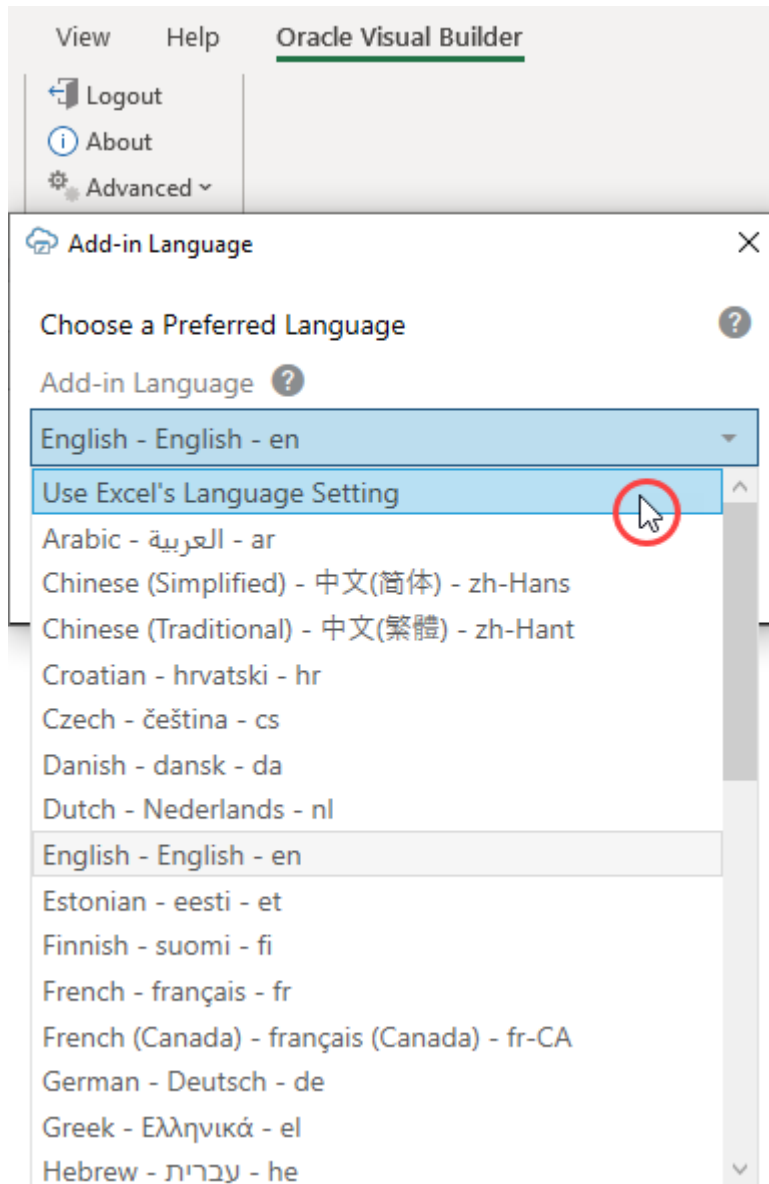 View Help Oracle Visual Builder
Logout
About
Advanced
Add-in Language
Choose a Preferred Language
Add-in Language
English - English - en
Use Excel's Language Setting
Arabic - العربية - ar
Chinese (Simplified) - 中文(简体) - zh-Hans
Chinese (Traditional) - 中文(繁體) - zh-Hant
Croatian - hrvatski - hr
Czech - čeština - cs
Danish - dansk - da
Dutch - Nederlands - nl
English - English - en
Estonian - eesti - et
Finnish - suomi - fi
French - français - fr
French (Canada) - français (Canada) - fr-CA
German - Deutsch - de
Greek - Ελληνικά - el
Hebrew - עברית - he